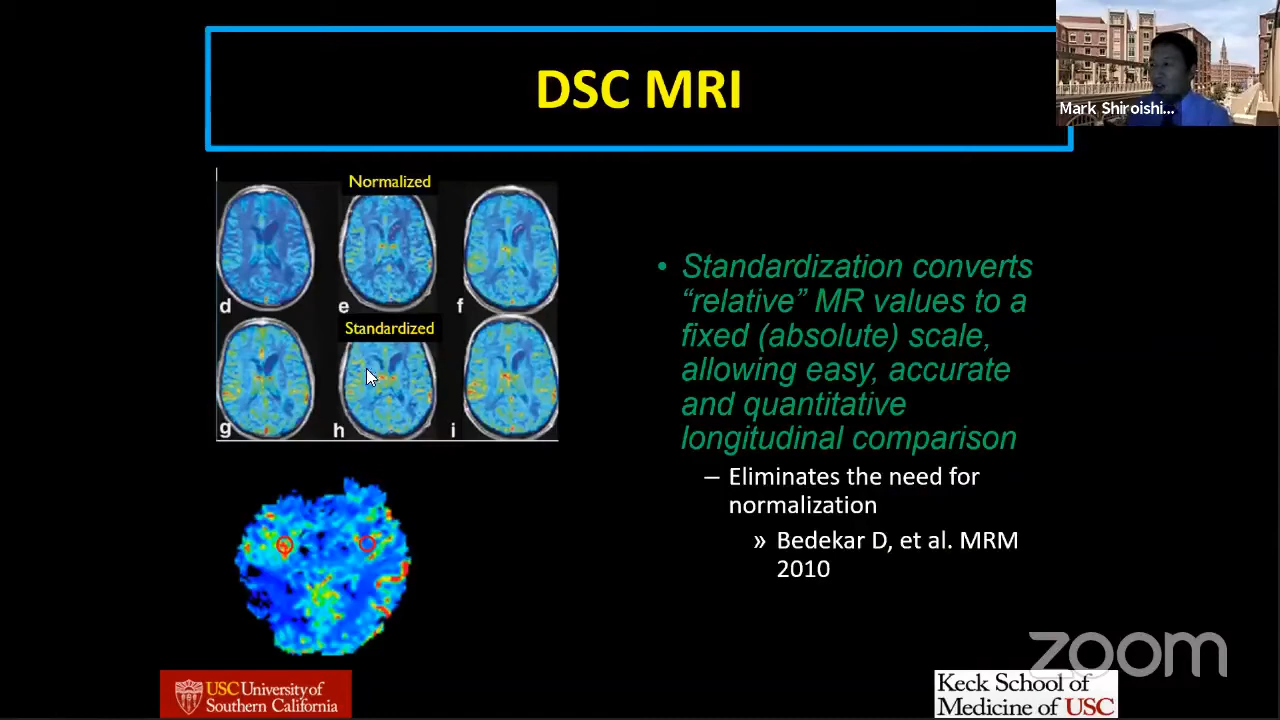 DSC MRI
Mark Shiroishi...
Normalized
d
e
f
Standardized
g
h
i
• Standardization converts
“relative” MR values to a
fixed (absolute) scale,
allowing easy, accurate
and quantitative
longitudinal comparison
– Eliminates the need for
normalization
» Bedekar D, et al. MRM
2010
zoom
USC University of
Southern California
Keck School of
Medicine of USC